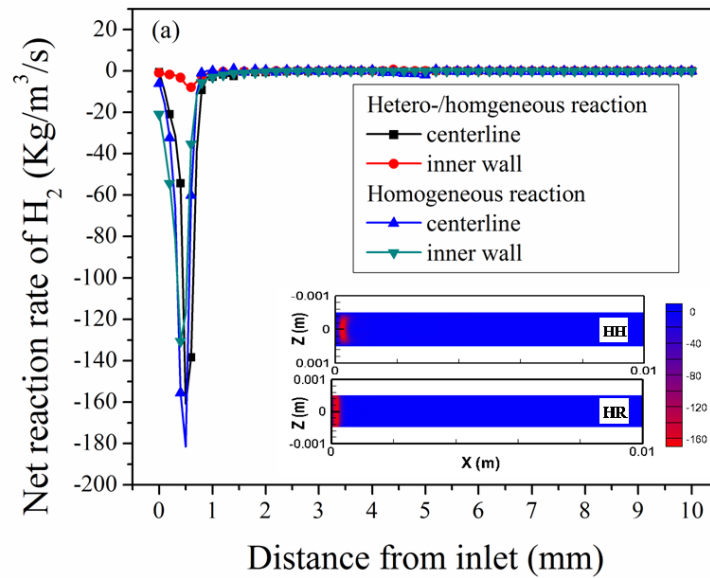 (a)
Net reaction rate of H2 (Kg/m3/s)
20
0
-20
-40
-60
-80
-100
-120
-140
-160
-180
-200
Hetero-/homgeneous reaction
centerline
inner wall
Homogeneous reaction
centerline
inner wall
-0.001
Z (m)
0
0.001
HH
0
0.01
0.001
Z (m)
0
-0.001
HR
0
0.01
X (m)
0
-40
-80
-120
-160
0 1 2 3 4 5 6 7 8 9 10
Distance from inlet (mm)